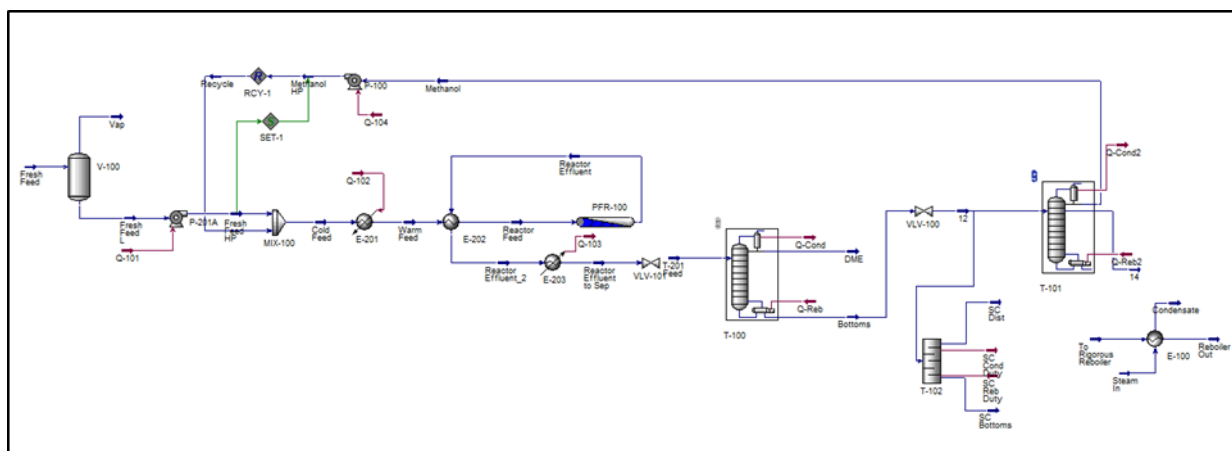 Recycle
RCY-1
Methanol
HP
P-100
Methanol
Q-104
Vap
SET-1
V-100
Fresh
Feed
P-201A
Fresh
Feed
L
Fresh
Feed
HP
Q-101
MIX-100
Cold
Feed
Q-102
E-201
Warm
Feed
Reactor
Effluent
PFR-100
E-202
Reactor
Feed
Q-103
Reactor
Effluent_2
E-203
Reactor
Effluent
to Sep
VLV-101
T-201
Feed
Q-Cond
DME
Q-Reb
T-100
Bottoms
VLV-100
12
Q-Cond2
Q-Reb2
14
T-101
SC
Dist
SC
Cond
Duty
SC
Reb
Duty
T-102
SC
Bottoms
Condensate
To
Rigorous
Reboiler
E-100
Reboiler
Out
Steam
In